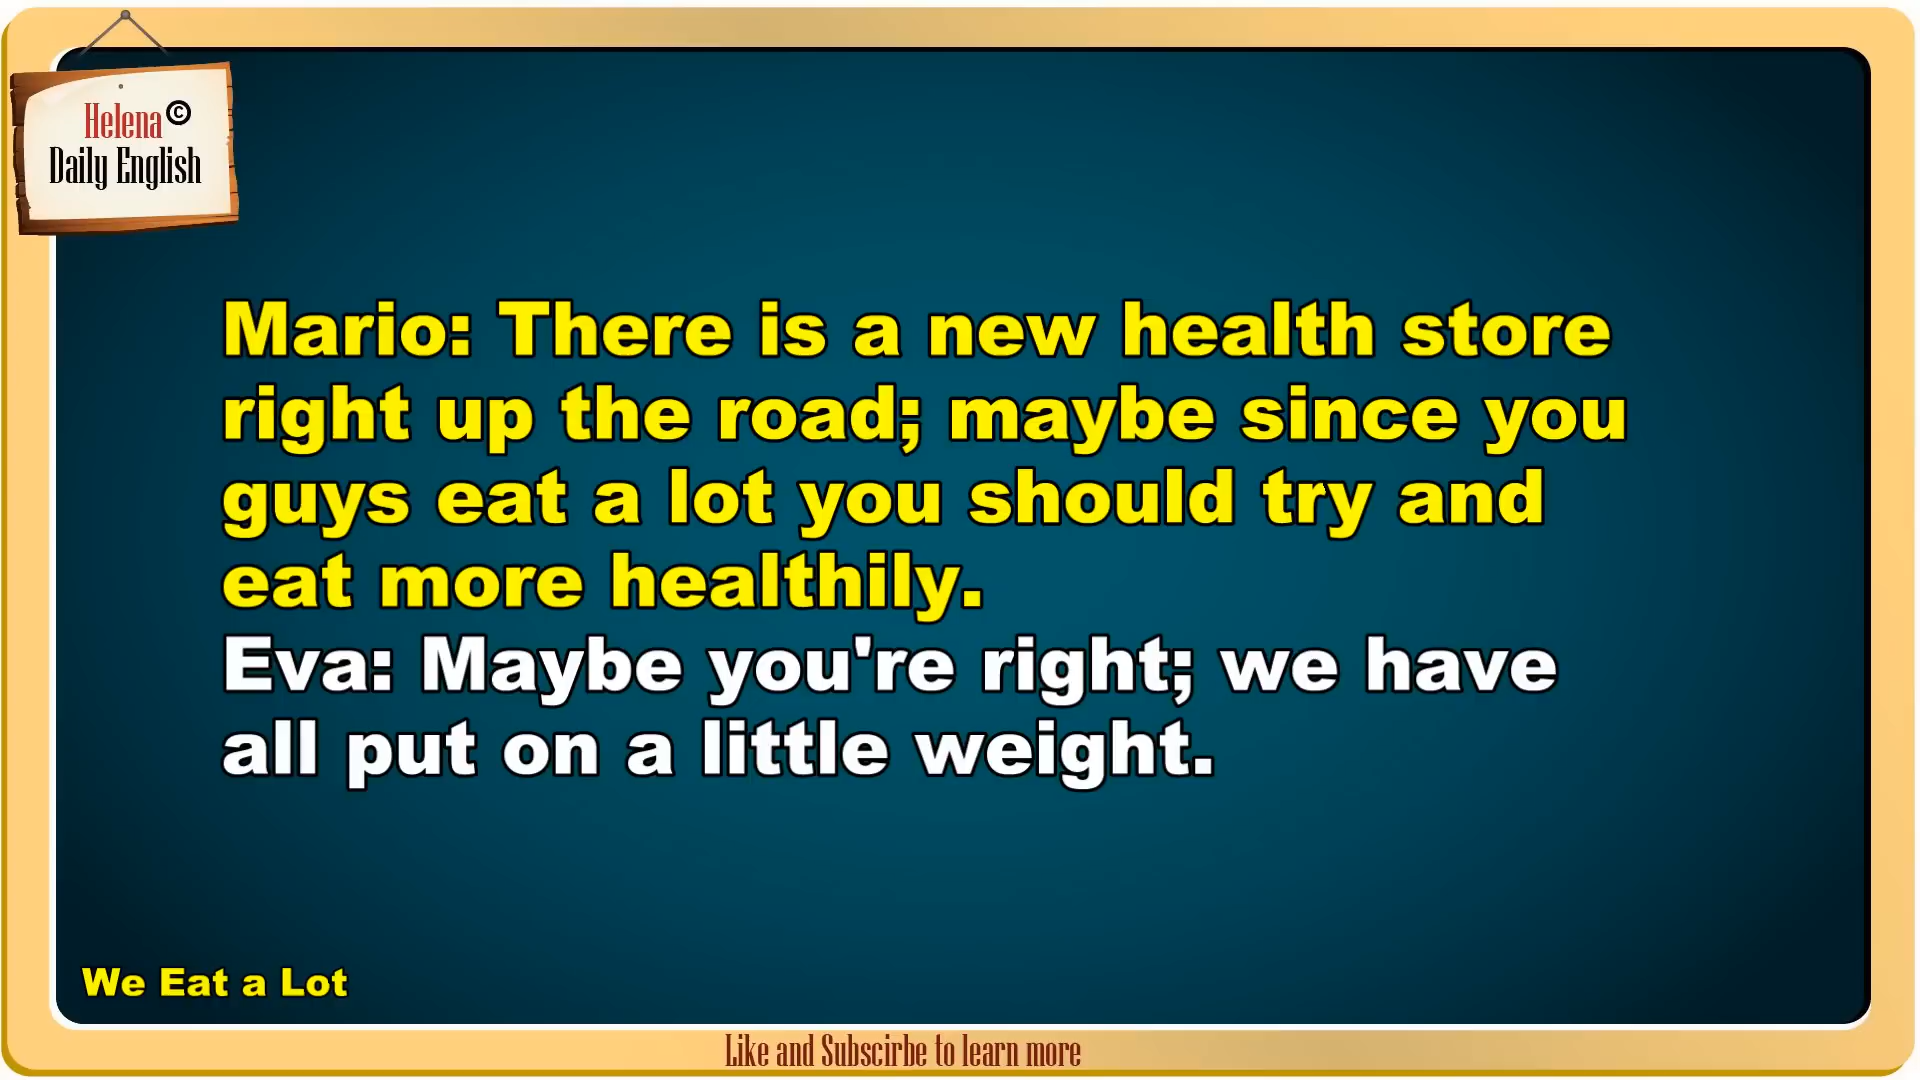 Helena©
Daily English
Mario: There is a new health store
right up the road; maybe since you
guys eat a lot you should try and
eat more healthily.
Eva: Maybe you're right; we have
all put on a little weight.
We Eat a Lot
Like and Subscirbe to learn more